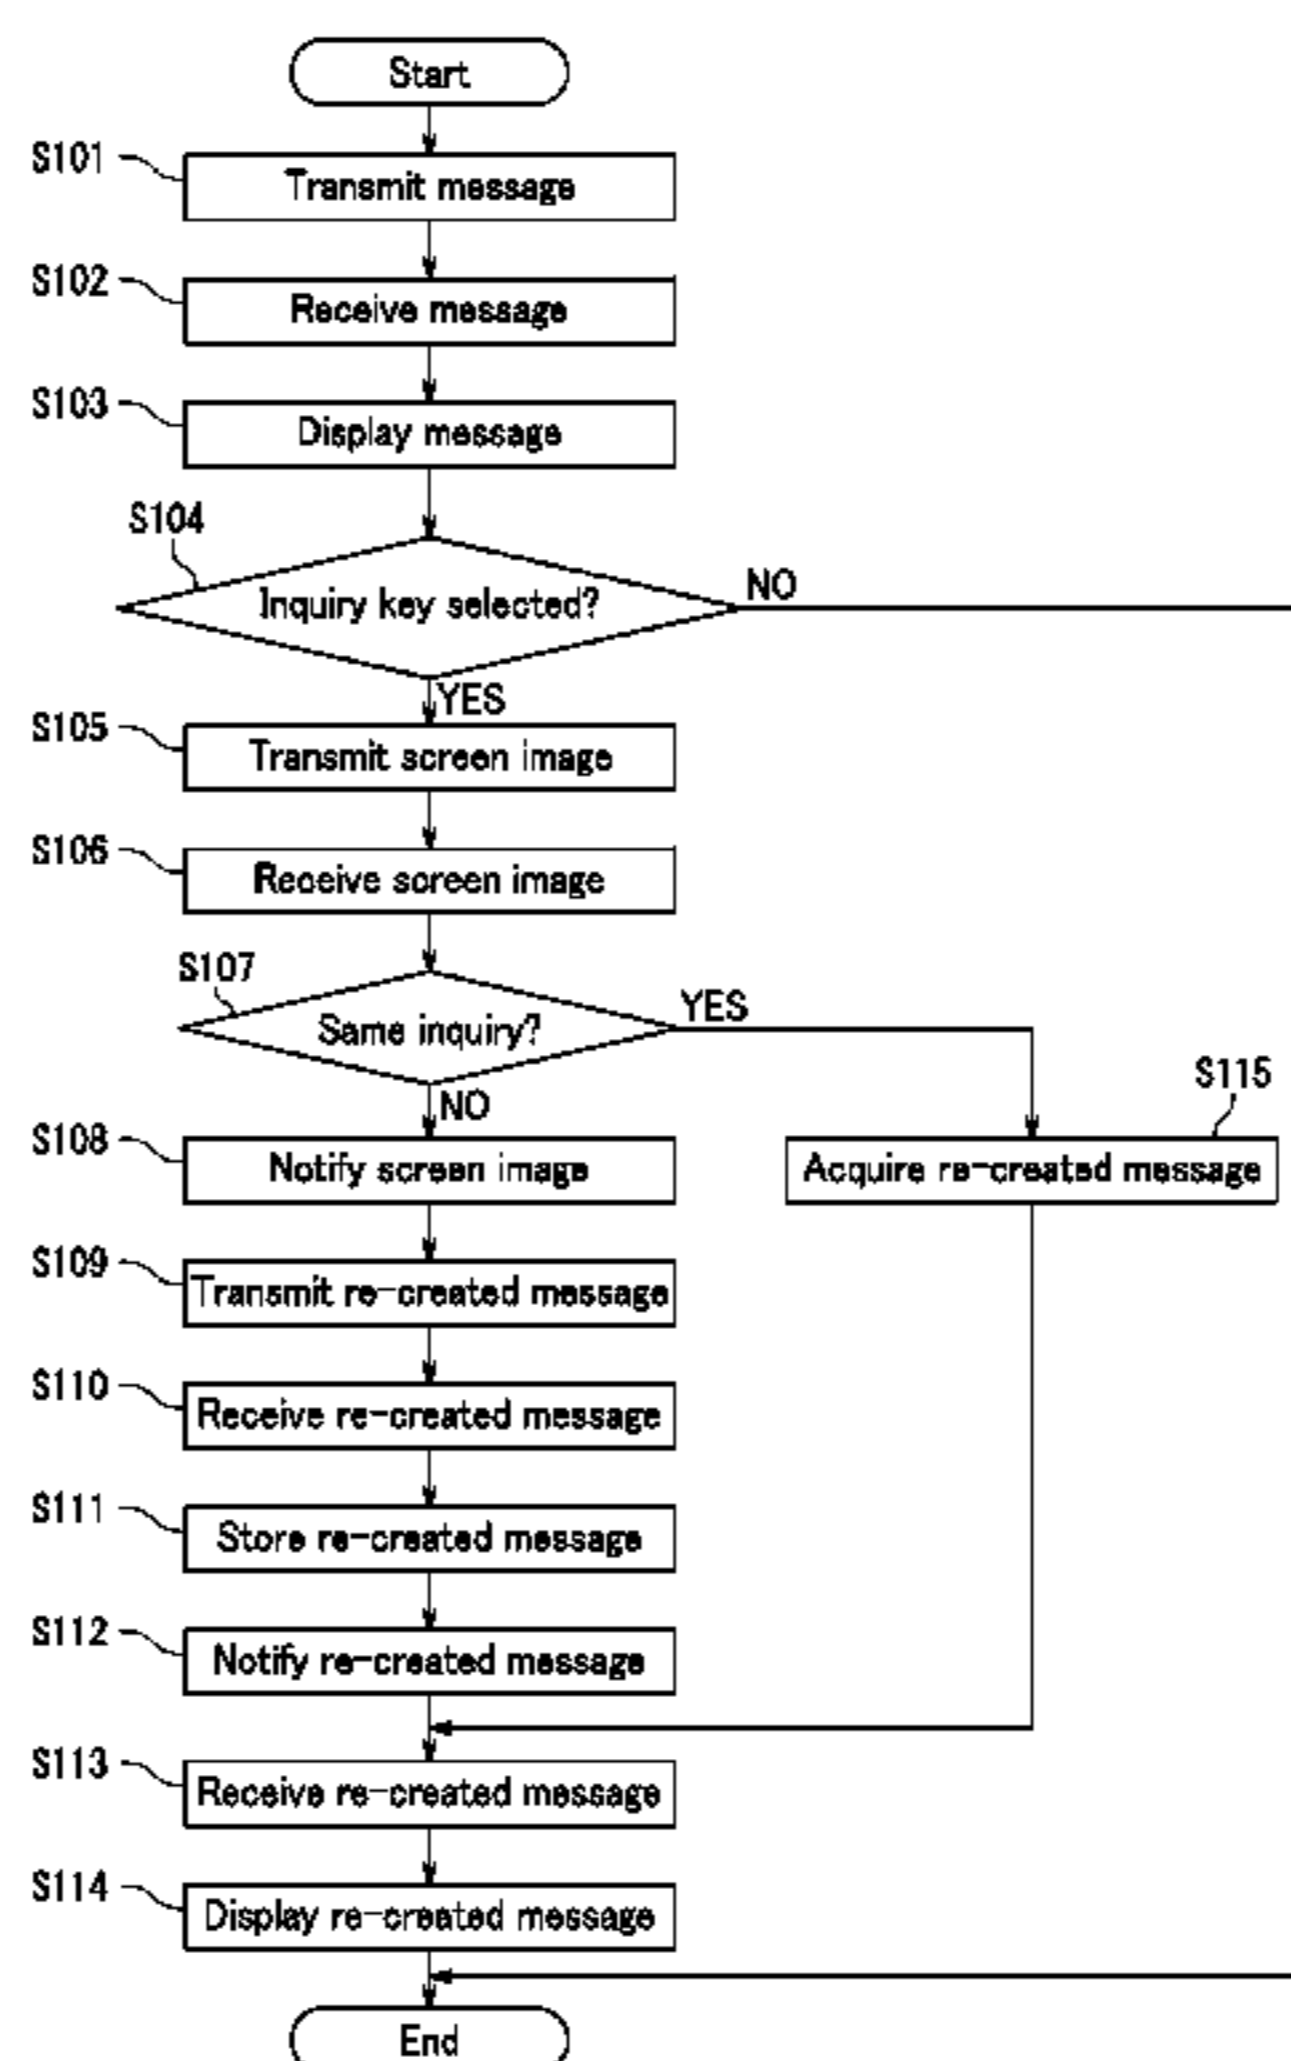 Start
S101
Transmit message
S102
Receive message
S103
Display message
S104
Inquiry key selected?
NO
YES
S105
Transmit screen image
S106
Receive screen image
S107
Same inquiry?
YES
NO
S115
Acquire re-created message
S108
Notify screen image
S109
Transmit re-created message
S110
Receive re-created message
S111
Store re-created message
S112
Notify re-created message
S113
Receive re-created message
S114
Display re-created message
End